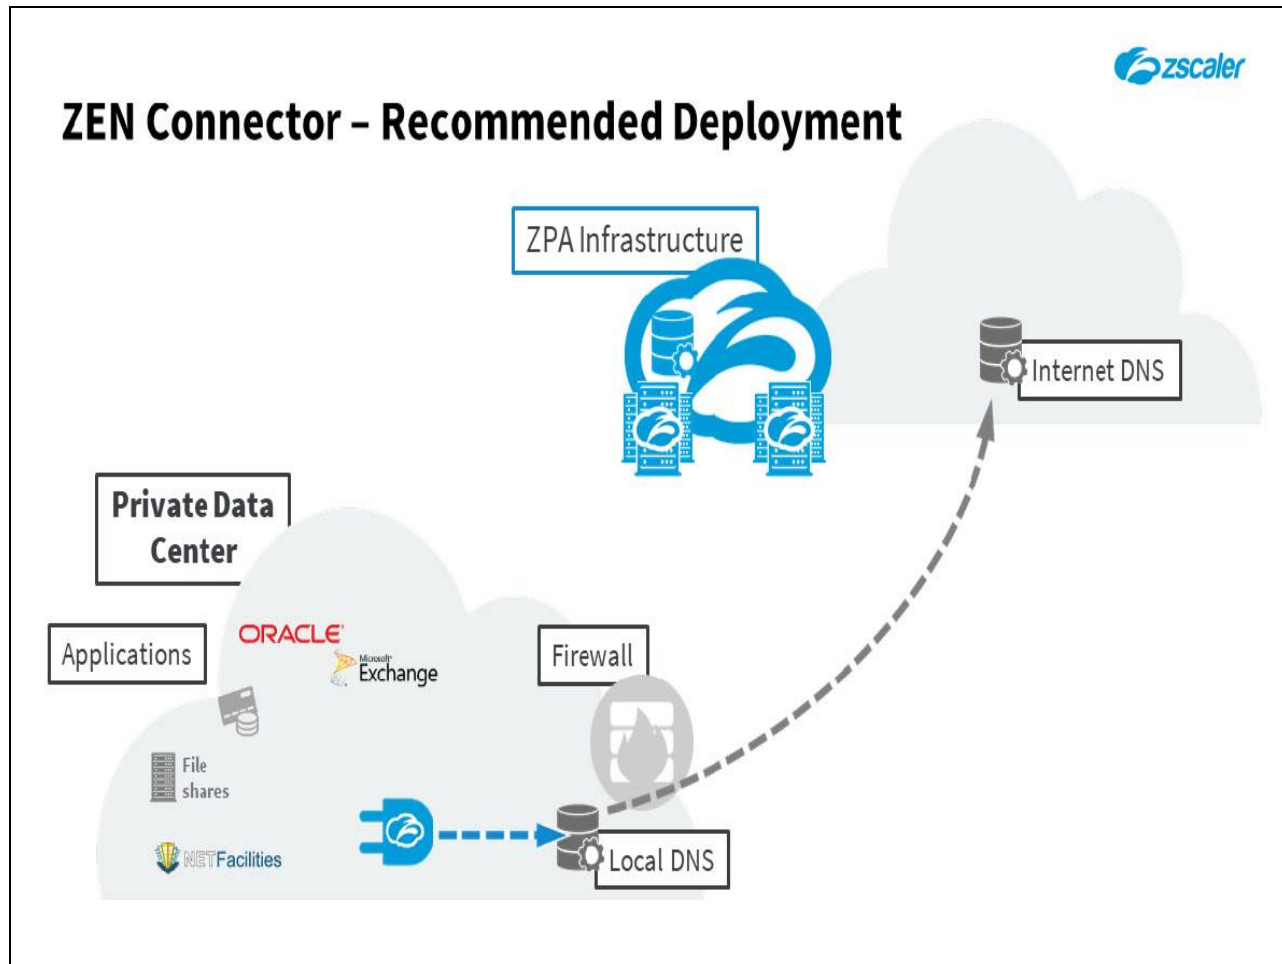 zscaler
ZEN Connector – Recommended Deployment
ZPA Infrastructure
Internet DNS
Private Data
Center
Applications
ORACLE®
Microsoft®
Exchange
Firewall
File
shares
NETFacilities
Local DNS